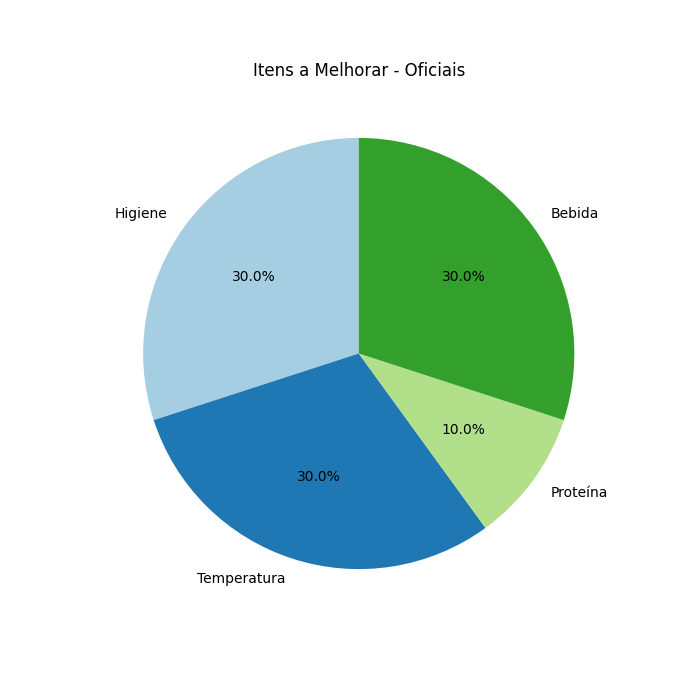 Itens a Melhorar - Oficiais
Higiene
Bebida
30.0%
30.0%
10.0%
30.0%
Proteína
Temperatura